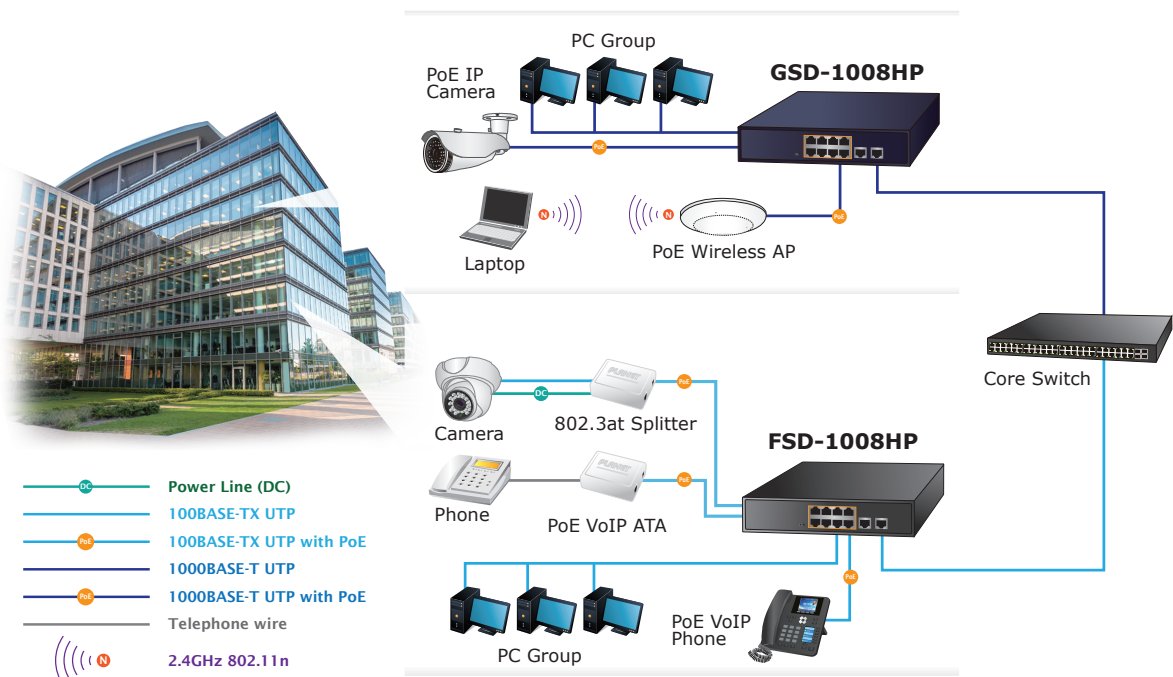 PC Group
GSD-1008HP
PoE IP
Camera
PoE
N
N
PoE
Laptop
PoE Wireless AP
Core Switch
PLANET
PoE
DC
Camera
802.3at Splitter
FSD-1008HP
PLANET
PoE
Phone
PoE VoIP ATA
PoE
PoE VoIP
Phone
PC Group
DC
Power Line (DC)
100BASE-TX UTP
PoE
100BASE-TX UTP with PoE
1000BASE-T UTP
PoE
1000BASE-T UTP with PoE
Telephone wire
N
2.4GHz 802.11n